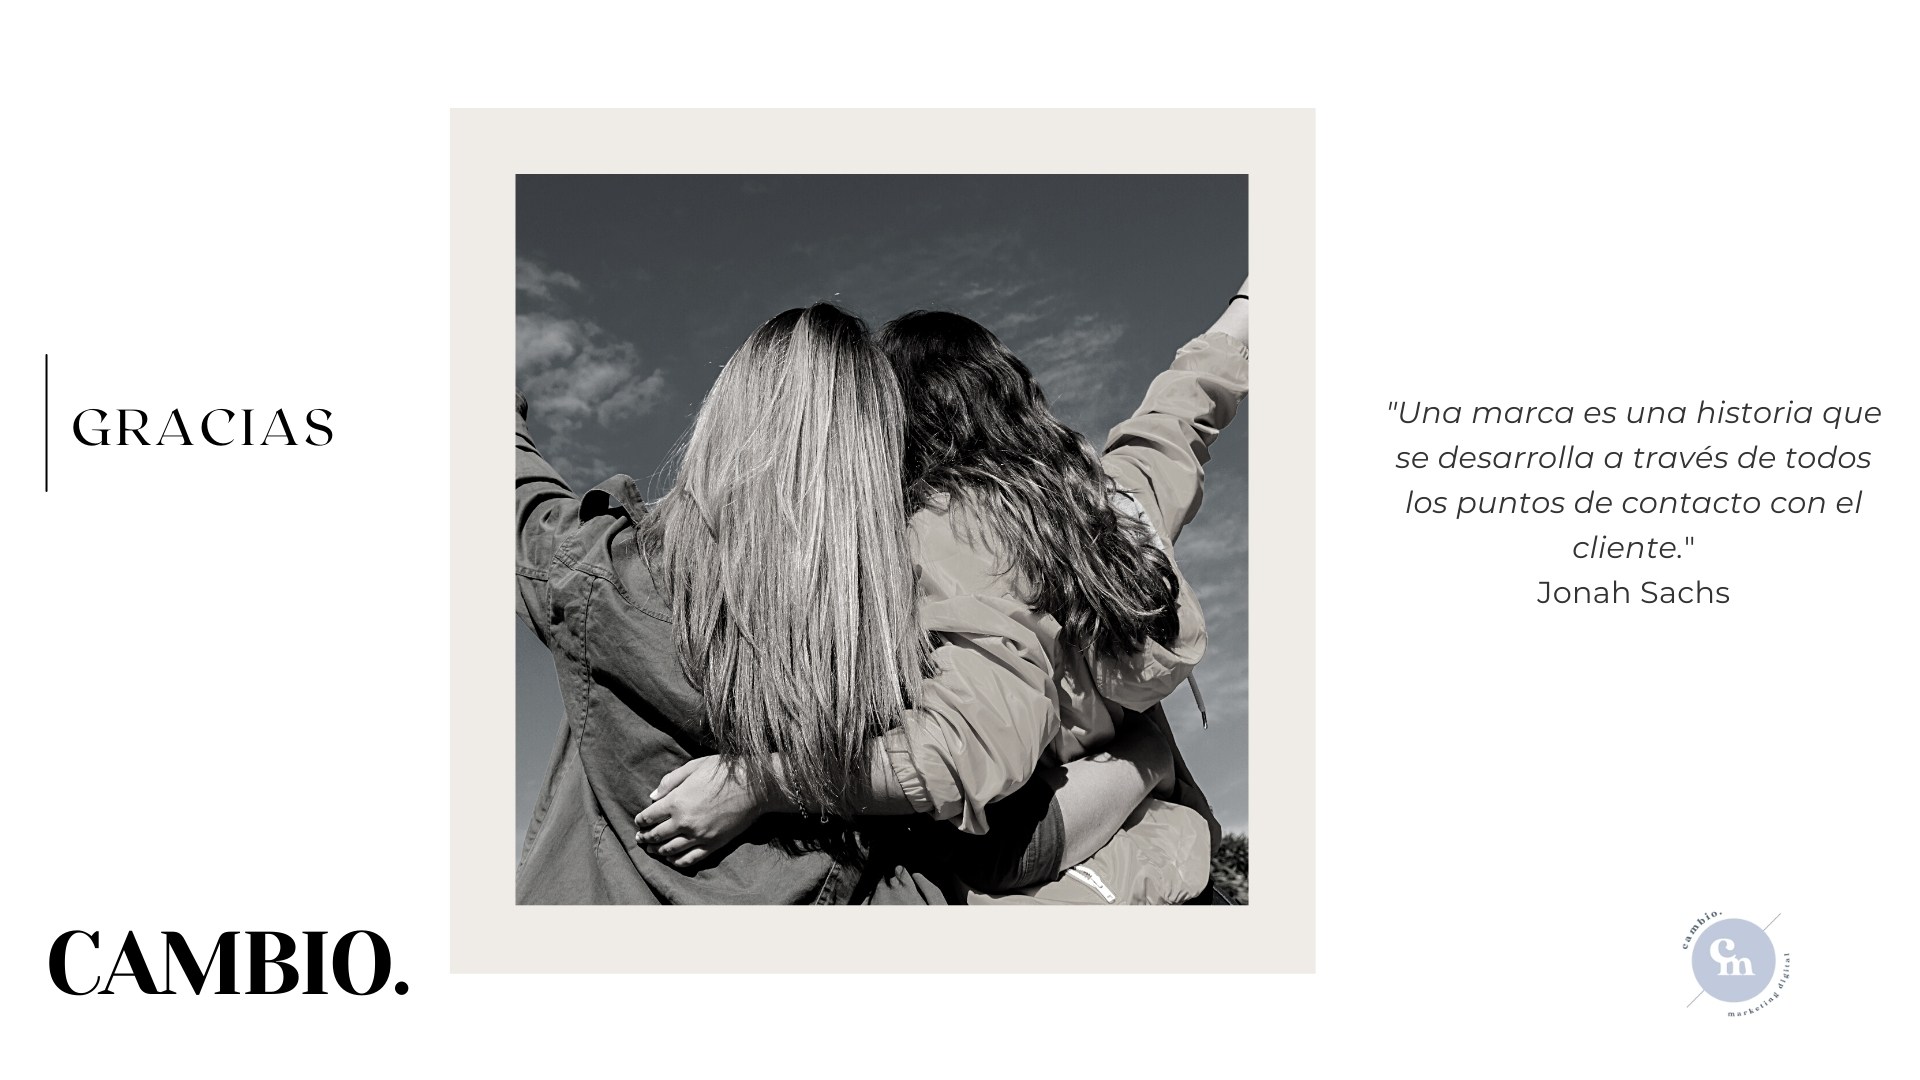 GRACIAS
"Una marca es una historia que
se desarrolla a través de todos
los puntos de contacto con el
cliente."
Jonah Sachs
CAMBIO.
cambio.
cm
marketing digital